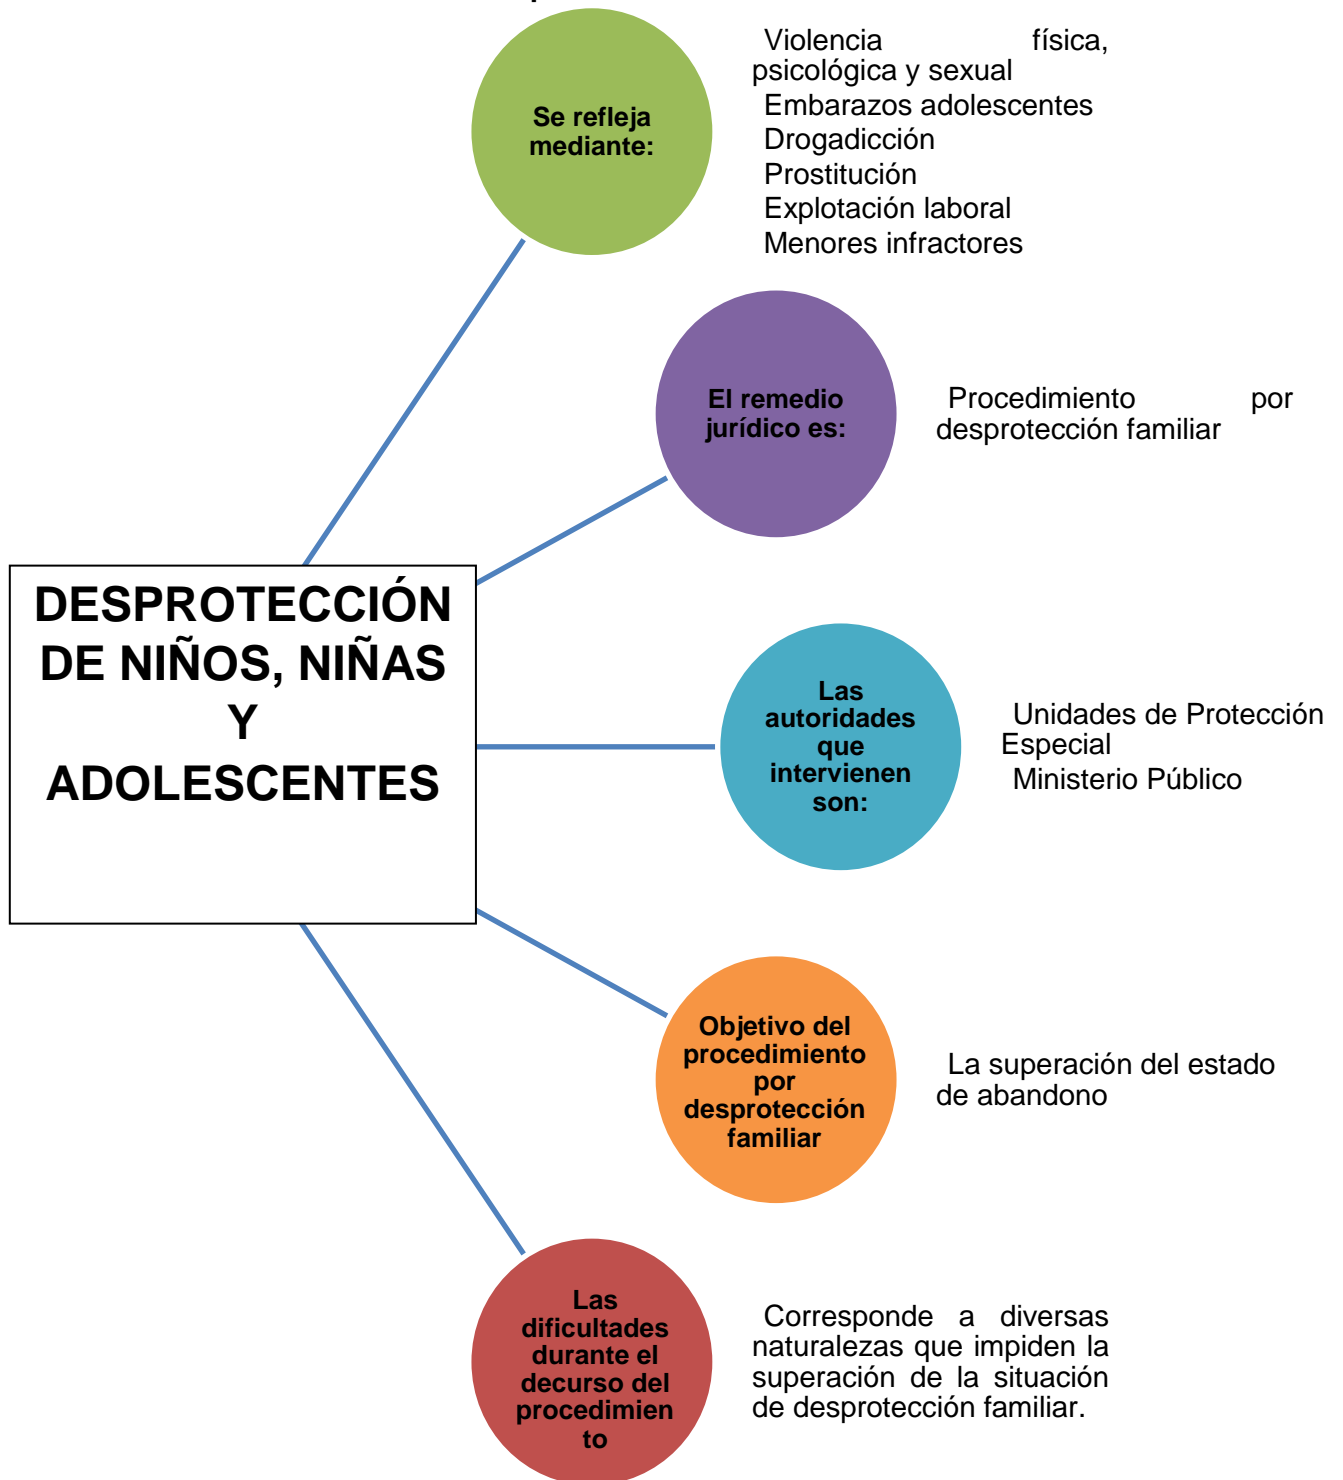 Se refleja
mediante:
Violencia física,
psicológica y sexual
Embarazos adolescentes
Drogadicción
Prostitución
Explotación laboral
Menores infractores
El remedio
jurídico es:
Procedimiento por
desprotección familiar
DESPROTECCIÓN
DE NIÑOS, NIÑAS
Y
ADOLESCENTES
Las
autoridades
que
intervienen
son:
Unidades de Protección
Especial
Ministerio Público
Objetivo del
procedimiento
por
desprotección
familiar
La superación del estado
de abandono
Las
dificultades
durante el
decurso del
procedimien
to
Corresponde a diversas
naturalezas que impiden la
superación de la situación
de desprotección familiar.